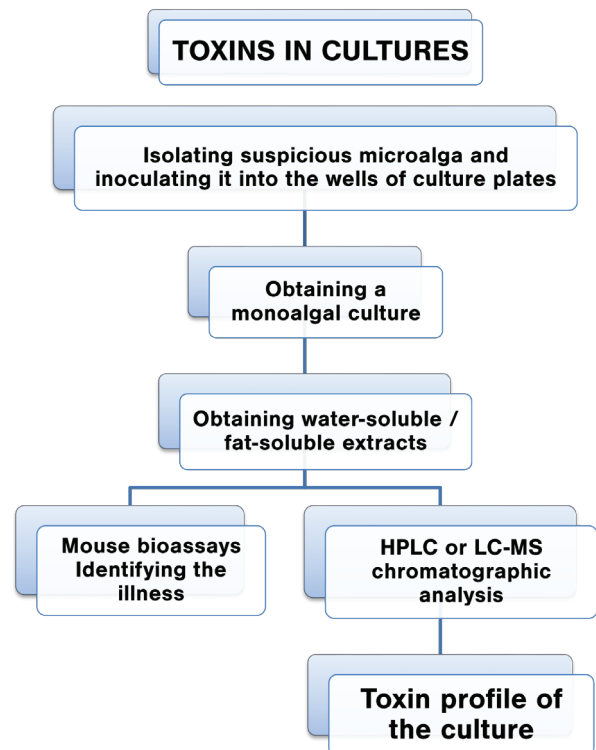 TOXINS IN CULTURES
Isolating suspicious microalga and
inoculating it into the wells of culture plates
Obtaining a
monoalgal culture
Obtaining water-soluble /
fat-soluble extracts
Mouse bioassays
Identifying the
illness
HPLC or LC-MS
chromatographic
analysis
Toxin profile of
the culture